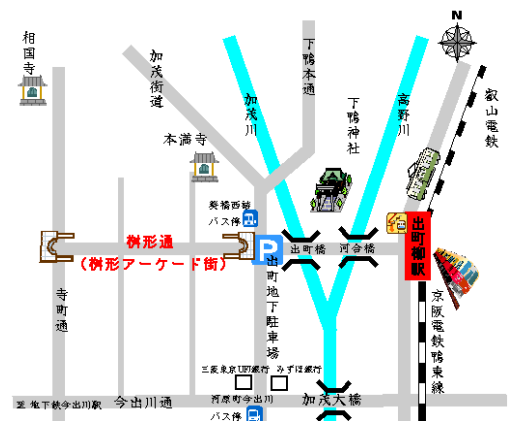 N
相国寺
加茂街道
下鴨本通
加茂川
下鴨神社
高野川
叡山電鉄
本満寺
葵橋西詰
バス停
桝形通
(桝形アーケード街)
P
出町橋
河合橋
出町柳駅
出町地下駐車場
寺町通
京阪電鉄鴨東線
三菱東京UFJ銀行
みずほ銀行
至 地下鉄今出川駅
今出川通
河原町今出川
バス停
加茂大橋